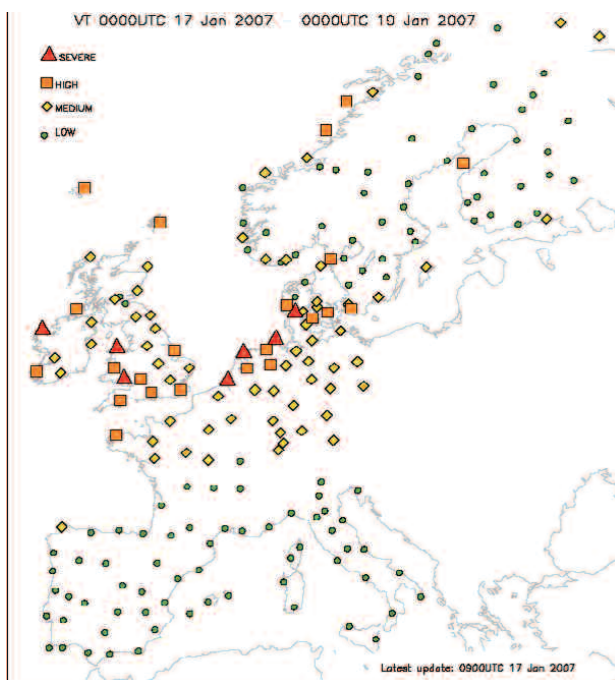 VT 0000UTC 17 Jan 2007 0000UTC 19 Jan 2007
SEVERE
HIGH
MEDIUM
LOW
Latest update: 0900UTC 17 Jan 2007